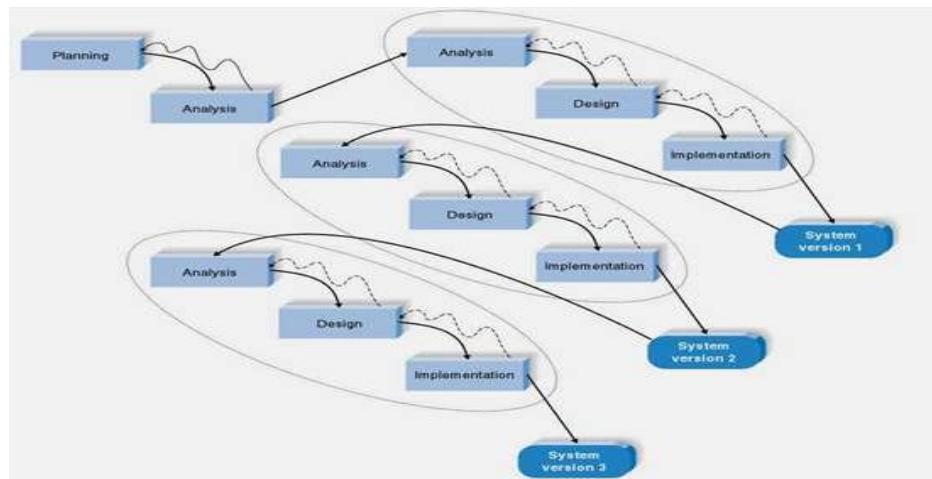 Planning
Analysis
Analysis
Design
Implementation
System
version 1
Analysis
Design
Implementation
System
version 2
Analysis
Design
Implementation
System
version 3